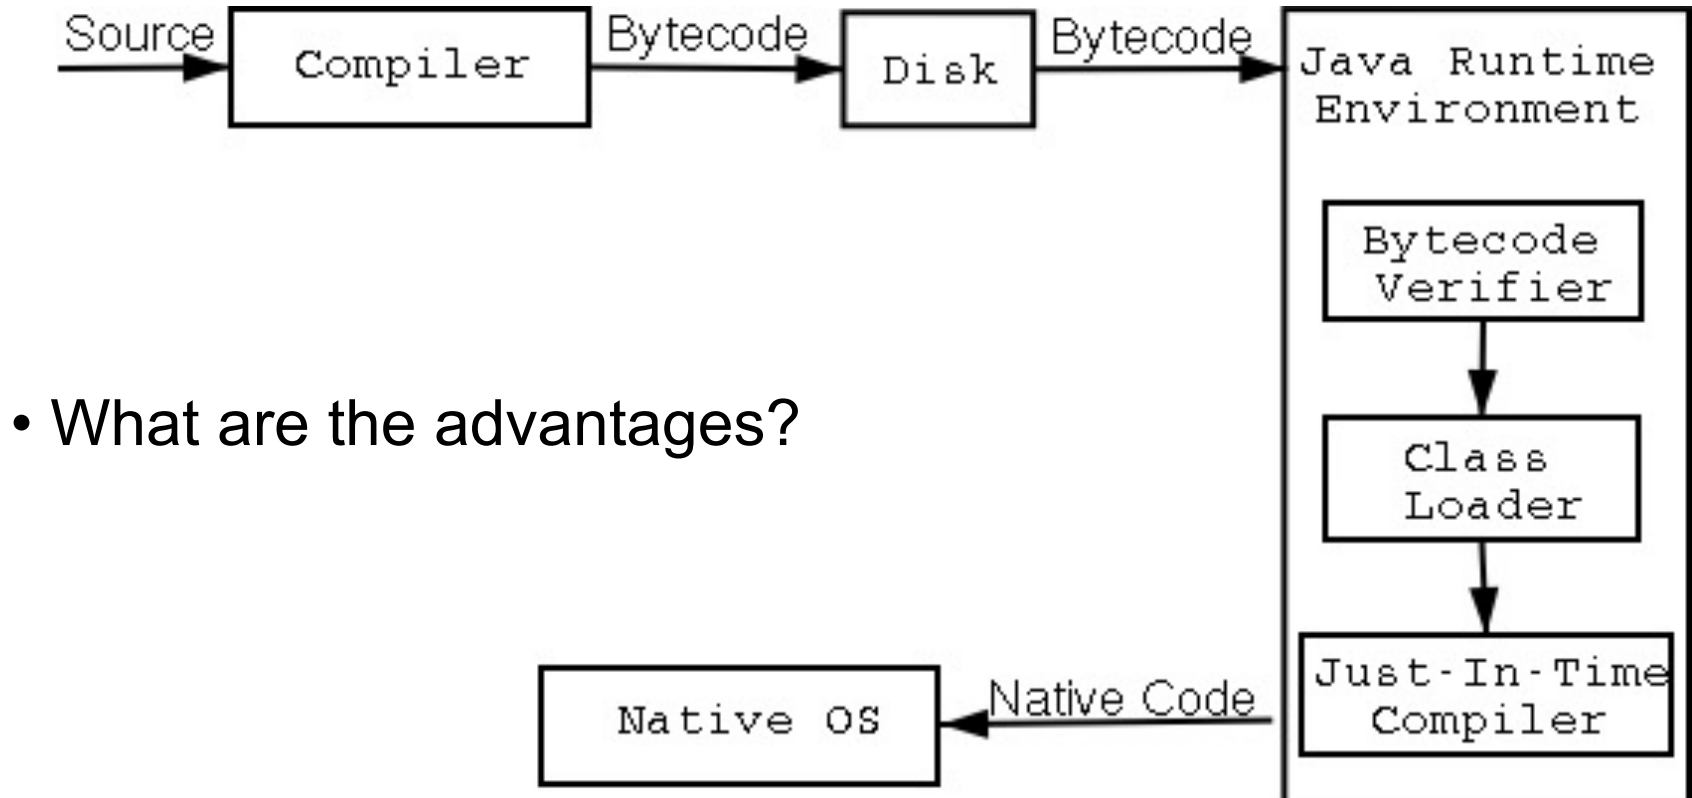 Source
Compiler
Bytecode
Disk
Bytecode
Java Runtime
Environment
Bytecode
Verifier
• What are the advantages?
Class
Loader
Just-In-Time
Compiler
Native Code
Native OS